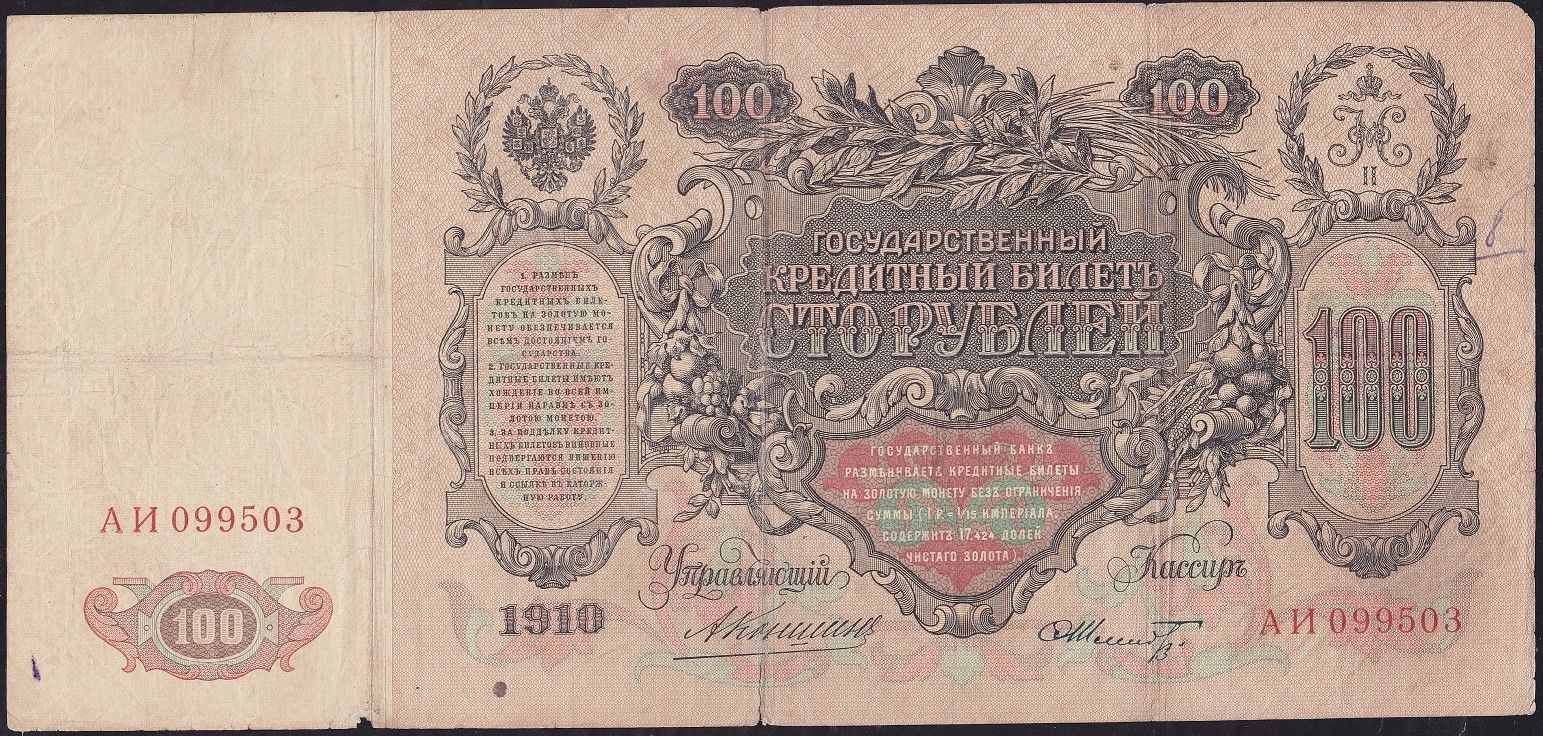 100
100
II
1. РАЗМѢНЪ
ГОСУДАРСТВЕННЫХЪ
КРЕДИТНЫХЪ БИЛЕ-
ТОВЪ НА ЗОЛОТУЮ МО-
НЕТУ ОБЕЗПЕЧИВАЕТСЯ
ВСѢМЪ ДОСТОЯНІЕМЪ ГО-
СУДАРСТВА.
2. ГОСУДАРСТВЕННЫЕ КРЕ-
ДИТНЫЕ БИЛЕТЫ ИМѢЮТЪ
ХОЖДЕНІЕ ВО ВСЕЙ ИМ-
ПЕРІИ НАРАВНѢ СЪ ЗО-
ЛОТОЮ МОНЕТОЮ.
3. ЗА ПОДДѢЛКУ КРЕДИТ-
НЫХЪ БИЛЕТОВЪ ВИНОВНЫЕ
ПОДВЕРГАЮТСЯ ЛИШЕНІЮ
ВСѢХЪ ПРАВЪ СОСТОЯНІЯ
И ССЫЛКѢ ВЪ КАТОРЖ-
НУЮ РАБОТУ.
ГОСУДАРСТВЕННЫЙ
КРЕДИТНЫЙ БИЛЕТЪ
СТО РУБЛЕЙ
100
ГОСУДАРСТВЕННЫЙ БАНКЪ
РАЗМѢНИВАЕТЪ КРЕДИТНЫЕ БИЛЕТЫ
НА ЗОЛОТУЮ МОНЕТУ БЕЗЪ ОГРАНИЧЕНІЯ
СУММЫ (1 Р.= 1/15 ИМПЕРІАЛА,
СОДЕРЖИТЪ 17,424 ДОЛЕЙ
ЧИСТАГО ЗОЛОТА).
АИ 099503
100
Управляющій
Кассиръ
1910
АКоншинъ
АИ 099503